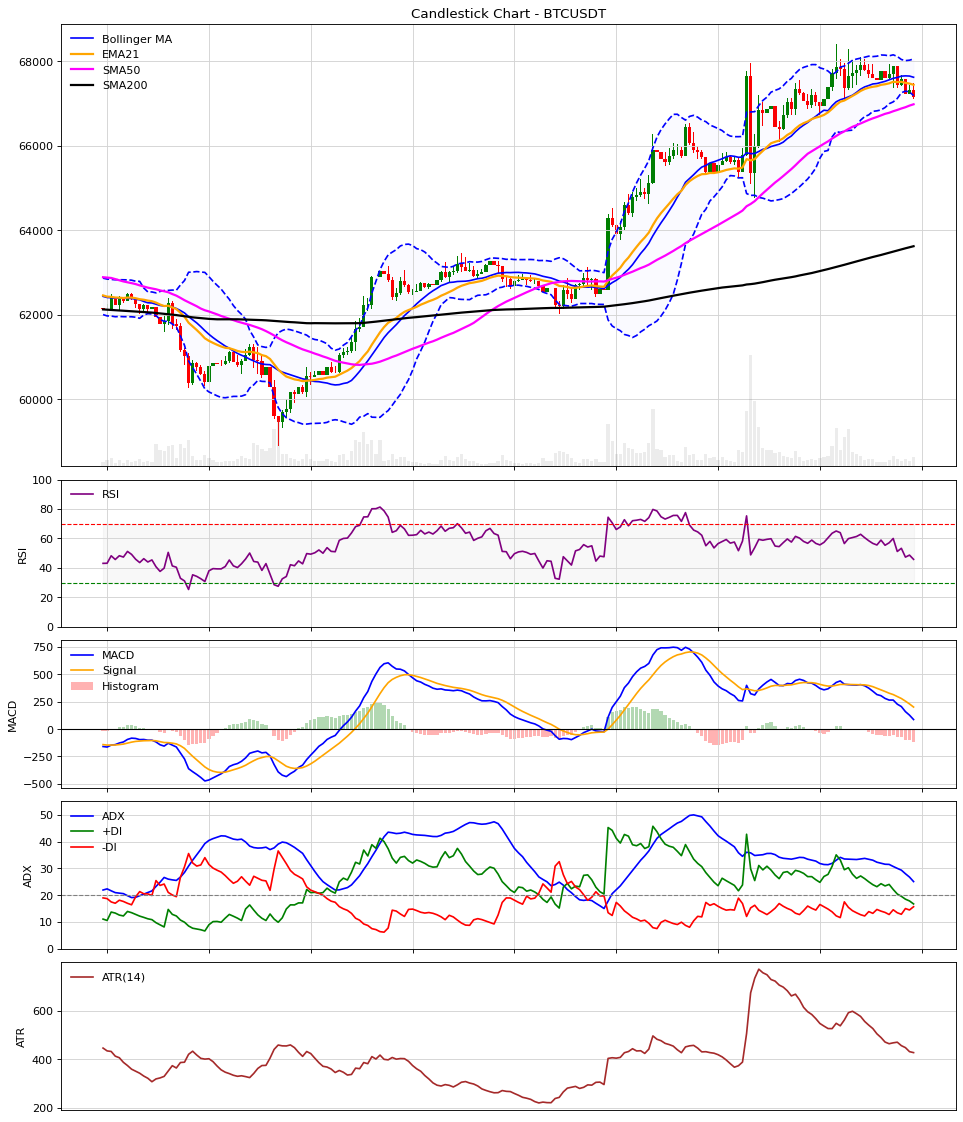 Candlestick Chart - BTCUSDT
Bollinger MA
EMA21
SMA50
SMA200
68000
66000
64000
62000
60000
RSI
100
80
60
40
20
0
RSI
MACD
Signal
Histogram
750
500
250
0
−250
−500
MACD
ADX
+DI
-DI
50
40
30
20
10
0
ADX
ATR(14)
600
400
200
ATR